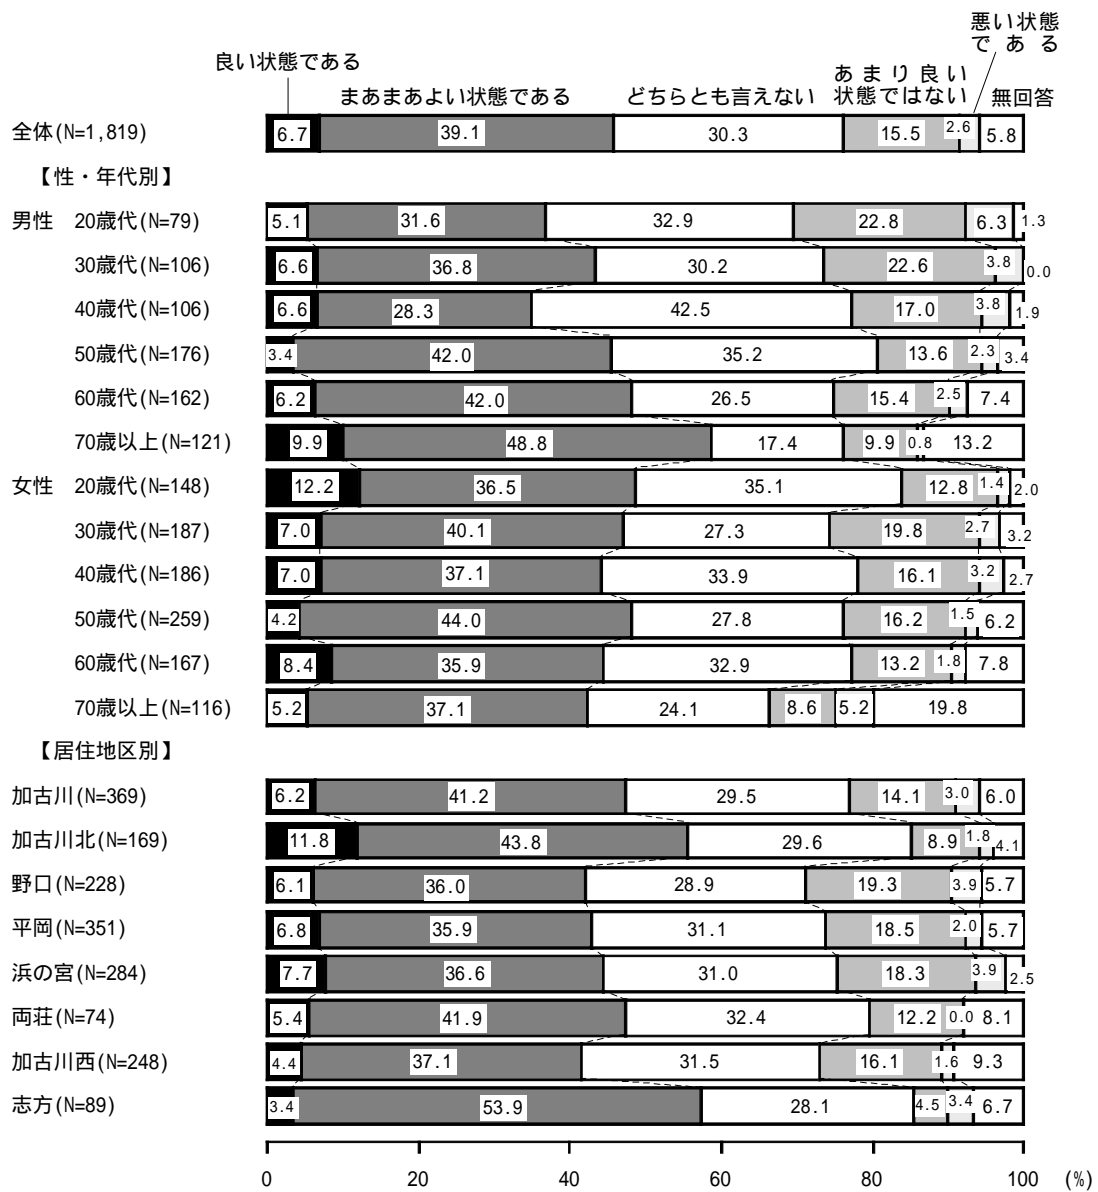 悪い状態
である
良い状態である
あまり良い
まあまあよい状態である どちらとも言えない 状態ではない 無回答
全体(N=1,819) 6.7 39.1 30.3 15.5 2.6 5.8
【性・年代別】
男性 20歳代(N=79) 5.1 31.6 32.9 22.8 6.3 1.3
30歳代(N=106) 6.6 36.8 30.2 22.6 3.8 0.0
40歳代(N=106) 6.6 28.3 42.5 17.0 3.8 1.9
50歳代(N=176) 3.4 42.0 35.2 13.6 2.3 3.4
60歳代(N=162) 6.2 42.0 26.5 15.4 2.5 7.4
70歳以上(N=121) 9.9 48.8 17.4 9.9 0.8 13.2
女性 20歳代(N=148) 12.2 36.5 35.1 12.8 1.4 2.0
30歳代(N=187) 7.0 40.1 27.3 19.8 2.7 3.2
40歳代(N=186) 7.0 37.1 33.9 16.1 3.2 2.7
50歳代(N=259) 4.2 44.0 27.8 16.2 1.5 6.2
60歳代(N=167) 8.4 35.9 32.9 13.2 1.8 7.8
70歳以上(N=116) 5.2 37.1 24.1 8.6 5.2 19.8
【居住地区別】
加古川(N=369) 6.2 41.2 29.5 14.1 3.0 6.0
加古川北(N=169) 11.8 43.8 29.6 8.9 1.8 4.1
野口(N=228) 6.1 36.0 28.9 19.3 3.9 5.7
平岡(N=351) 6.8 35.9 31.1 18.5 2.0 5.7
浜の宮(N=284) 7.7 36.6 31.0 18.3 3.9 2.5
両荘(N=74) 5.4 41.9 32.4 12.2 0.0 8.1
加古川西(N=248) 4.4 37.1 31.5 16.1 1.6 9.3
志方(N=89) 3.4 53.9 28.1 4.5 3.4 6.7
0 20 40 60 80 100 (%)